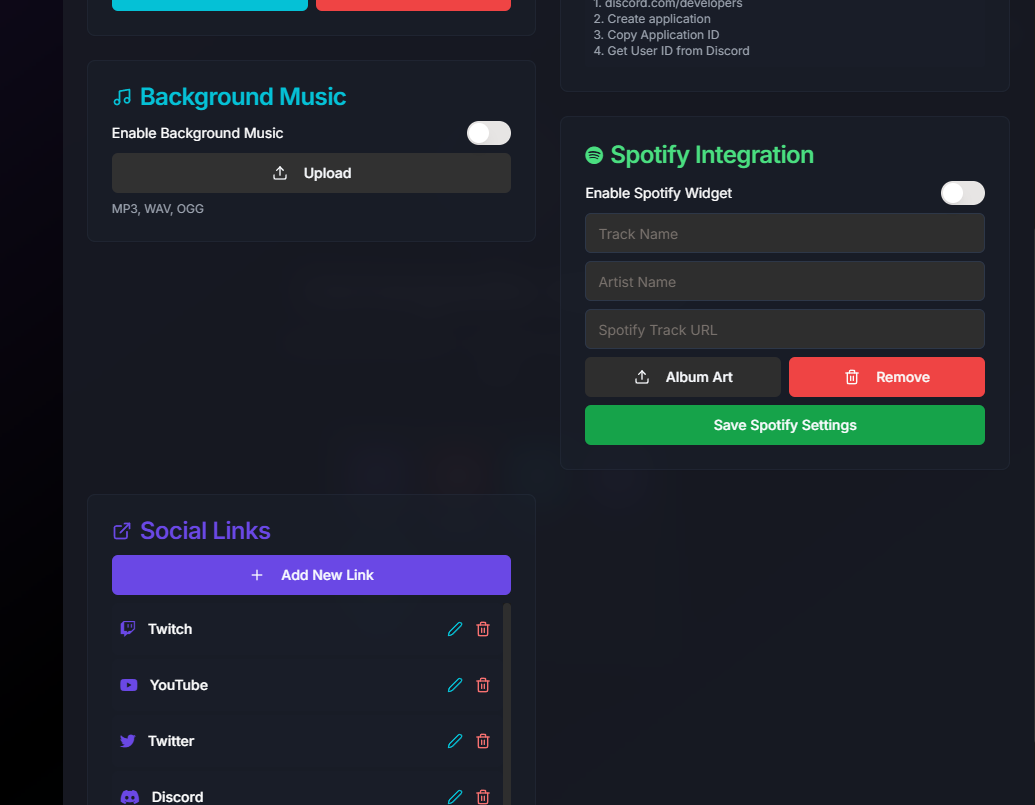 1. discord.com/developers
2. Create application
3. Copy Application ID
4. Get User ID from Discord
Background Music
Enable Background Music
Upload
MP3, WAV, OGG
Spotify Integration
Enable Spotify Widget
Track Name
Artist Name
Spotify Track URL
Album Art
Remove
Save Spotify Settings
Social Links
Add New Link
Twitch
YouTube
Twitter
Discord